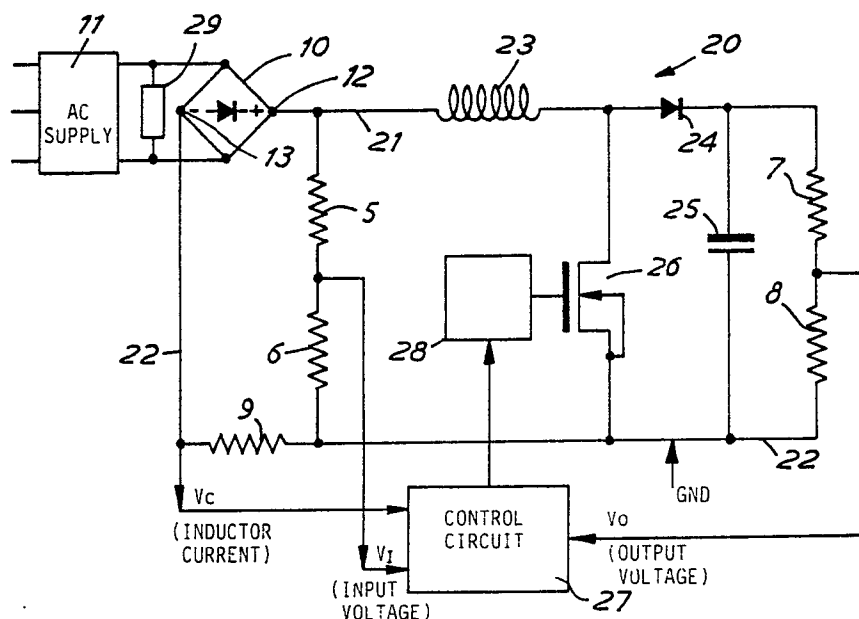 11
29
10
12
23
20
AC
SUPPLY
13
21
24
5
7
25
26
6
28
8
22
9
22
GND
Vc
(INDUCTOR
CURRENT)
VI
(INPUT
VOLTAGE)
CONTROL
CIRCUIT
27
Vo
(OUTPUT
VOLTAGE)
- +